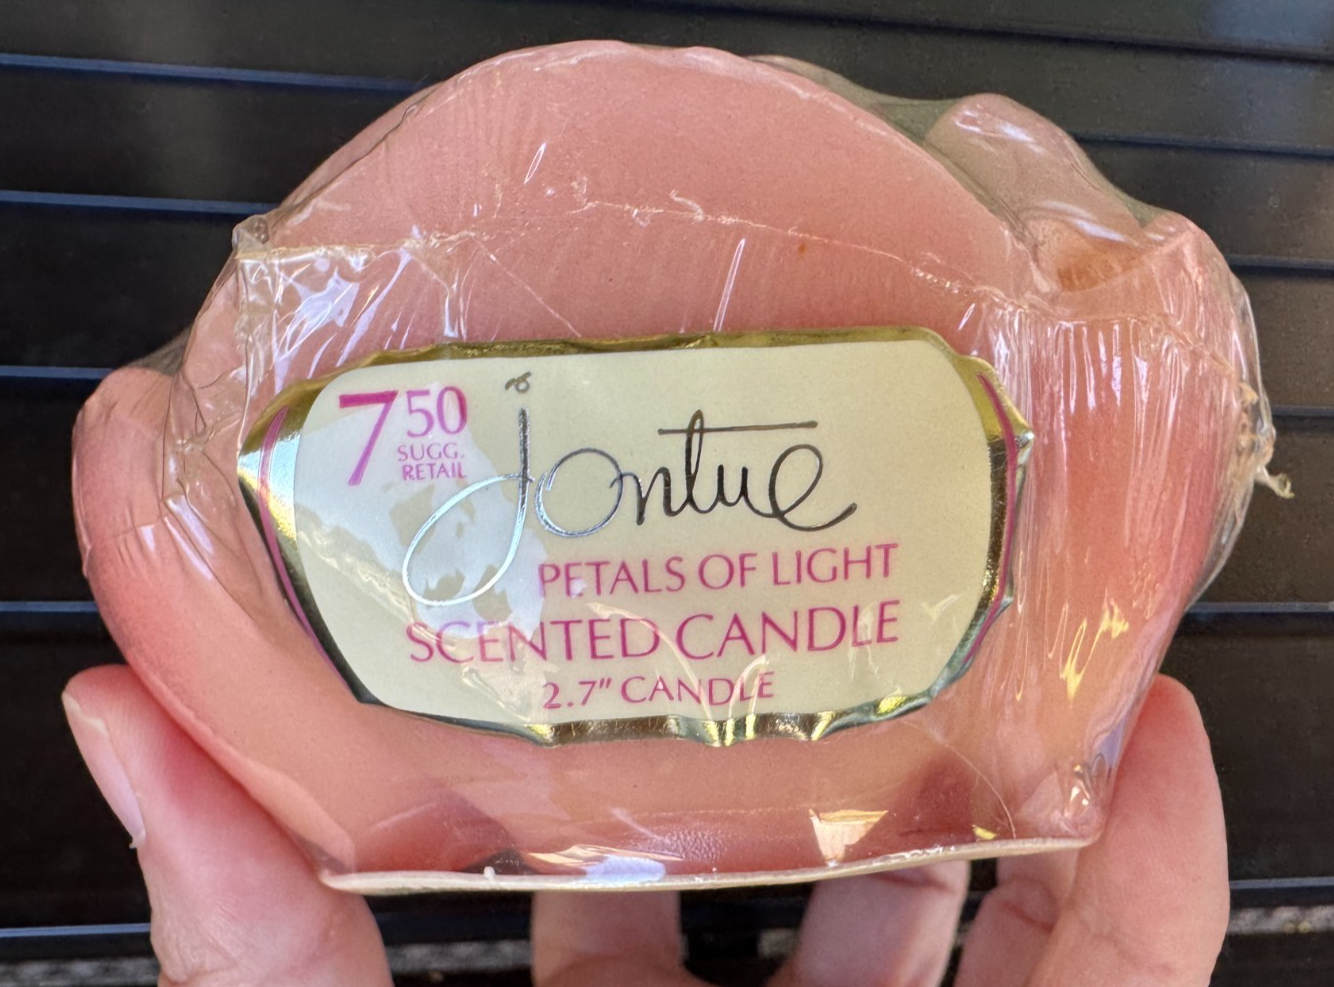 7.50
SUGG.
RETAIL
jontue
PETALS OF LIGHT
SCENTED CANDLE
2.7" CANDLE